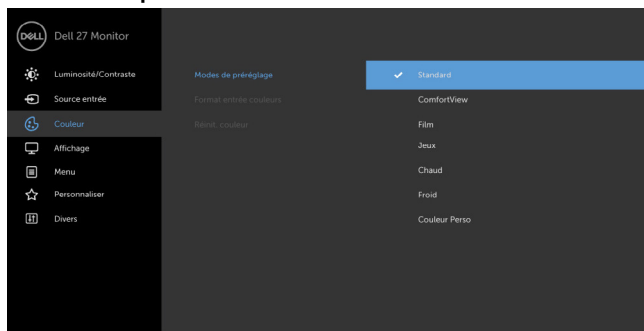 DELL
Dell 27 Monitor
Luminosité/Contraste
Source entrée
Couleur
Affichage
Menu
Personnaliser
Divers
Modes de préréglage
Format entrée couleurs
Réinit. couleur
Standard
ComfortView
Film
Jeux
Chaud
Froid
Couleur Perso